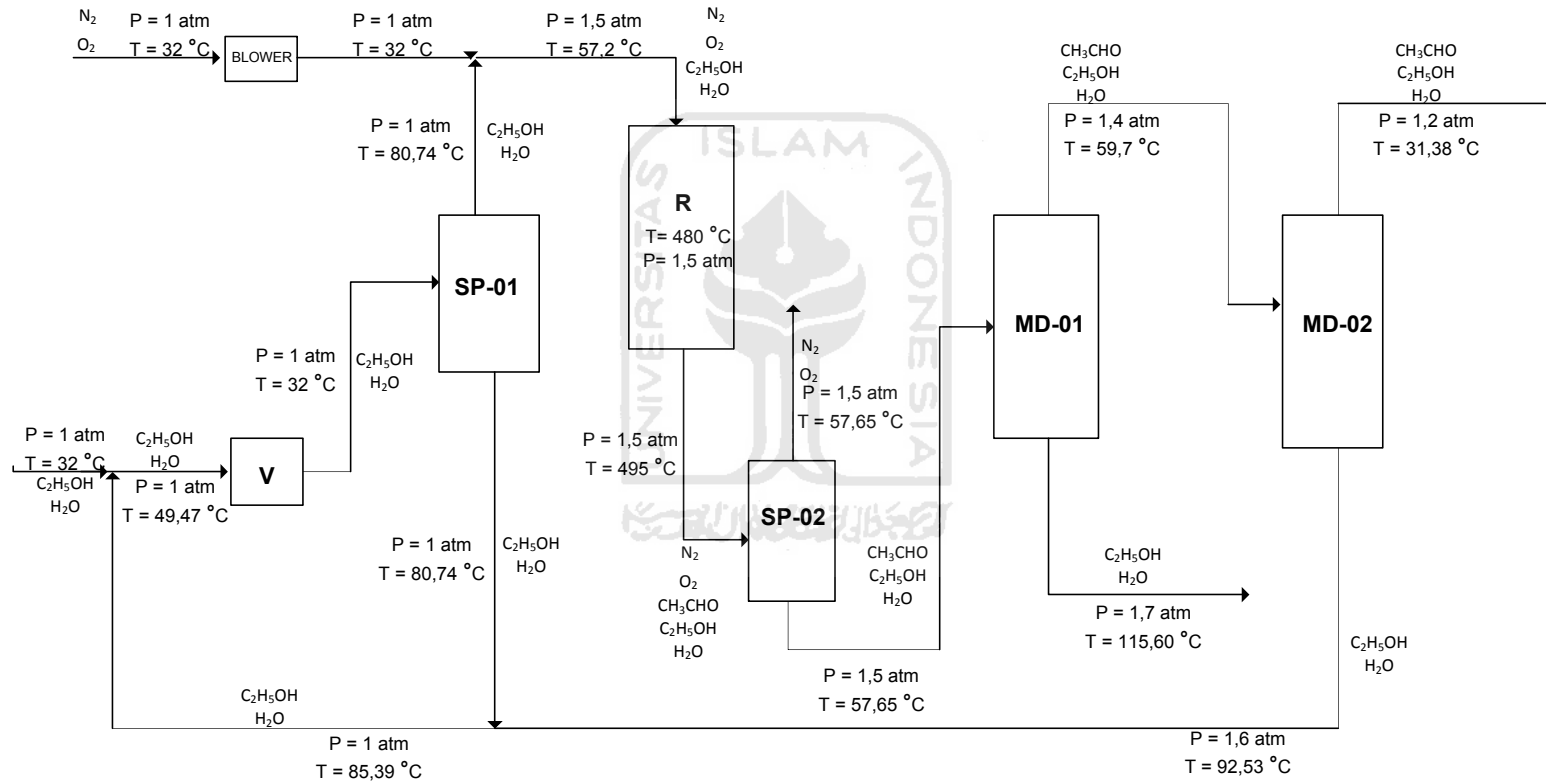 N₂
O₂
P = 1 atm
T = 32 °C
BLOWER
P = 1 atm
T = 32 °C
P = 1,5 atm
T = 57,2 °C
N₂
O₂
C₂H₅OH
H₂O
CH₃CHO
C₂H₅OH
H₂O
P = 1,4 atm
T = 59,7 °C
CH₃CHO
C₂H₅OH
H₂O
P = 1,2 atm
T = 31,38 °C
P = 1 atm
T = 80,74 °C
C₂H₅OH
H₂O
UNIVERSITAS ISLAM INDONESIA
R
T= 480 °C
P= 1,5 atm
SP-01
MD-01
MD-02
P = 1 atm
T = 32 °C
C₂H₅OH
H₂O
N₂
O₂
P = 1,5 atm
T = 57,65 °C
P = 1 atm
T = 32 °C
C₂H₅OH
H₂O
C₂H₅OH
H₂O
P = 1 atm
T = 49,47 °C
V
P = 1,5 atm
T = 495 °C
SP-02
P = 1 atm
T = 80,74 °C
C₂H₅OH
H₂O
N₂
O₂
CH₃CHO
C₂H₅OH
H₂O
CH₃CHO
C₂H₅OH
H₂O
C₂H₅OH
H₂O
P = 1,7 atm
T = 115,60 °C
C₂H₅OH
H₂O
P = 1,5 atm
T = 57,65 °C
C₂H₅OH
H₂O
P = 1 atm
T = 85,39 °C
P = 1,6 atm
T = 92,53 °C